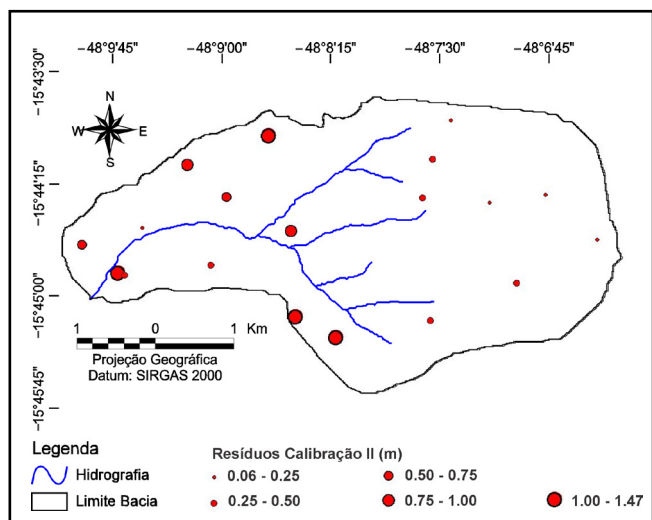 −48°9'45" −48°9'00" −48°8'15" −48°7'30" −48°6'45"
−15°43'30"
−15°44'15"
−15°45'00"
−15°45'45"
N
W E
S
1 0 1 Km
Projeção Geográfica
Datum: SIRGAS 2000
Legenda
Hidrografia
Limite Bacia
Resíduos Calibração II (m)
0.06 - 0.25
0.25 - 0.50
0.50 - 0.75
0.75 - 1.00
1.00 - 1.47